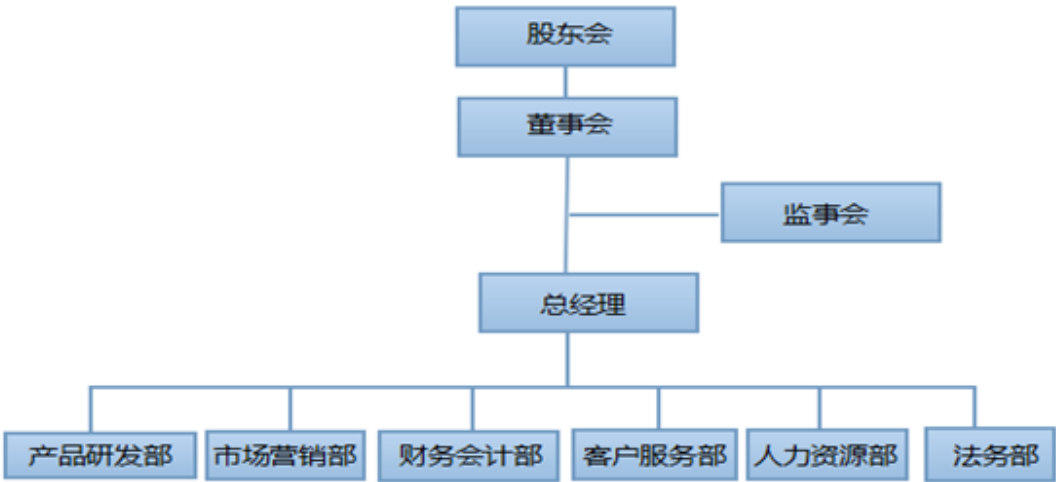 股东会
董事会
监事会
总经理
产品研发部
市场营销部
财务会计部
客户服务部
人力资源部
法务部